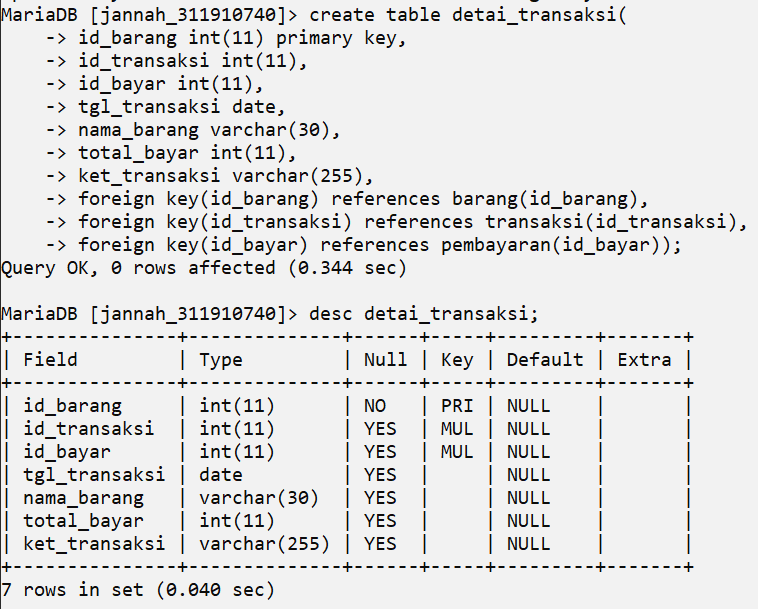 MariaDB [jannah_311910740]> create table detai_transaksi(
    -> id_barang int(11) primary key,
    -> id_transaksi int(11),
    -> id_bayar int(11),
    -> tgl_transaksi date,
    -> nama_barang varchar(30),
    -> total_bayar int(11),
    -> ket_transaksi varchar(255),
    -> foreign key(id_barang) references barang(id_barang),
    -> foreign key(id_transaksi) references transaksi(id_transaksi),
    -> foreign key(id_bayar) references pembayaran(id_bayar));
Query OK, 0 rows affected (0.344 sec)

MariaDB [jannah_311910740]> desc detai_transaksi;
+---------------+--------------+------+-----+---------+-------+
| Field         | Type         | Null | Key | Default | Extra |
+---------------+--------------+------+-----+---------+-------+
| id_barang     | int(11)      | NO   | PRI | NULL    |       |
| id_transaksi  | int(11)      | YES  | MUL | NULL    |       |
| id_bayar      | int(11)      | YES  | MUL | NULL    |       |
| tgl_transaksi | date         | YES  |     | NULL    |       |
| nama_barang   | varchar(30)  | YES  |     | NULL    |       |
| total_bayar   | int(11)      | YES  |     | NULL    |       |
| ket_transaksi | varchar(255) | YES  |     | NULL    |       |
+---------------+--------------+------+-----+---------+-------+
7 rows in set (0.040 sec)